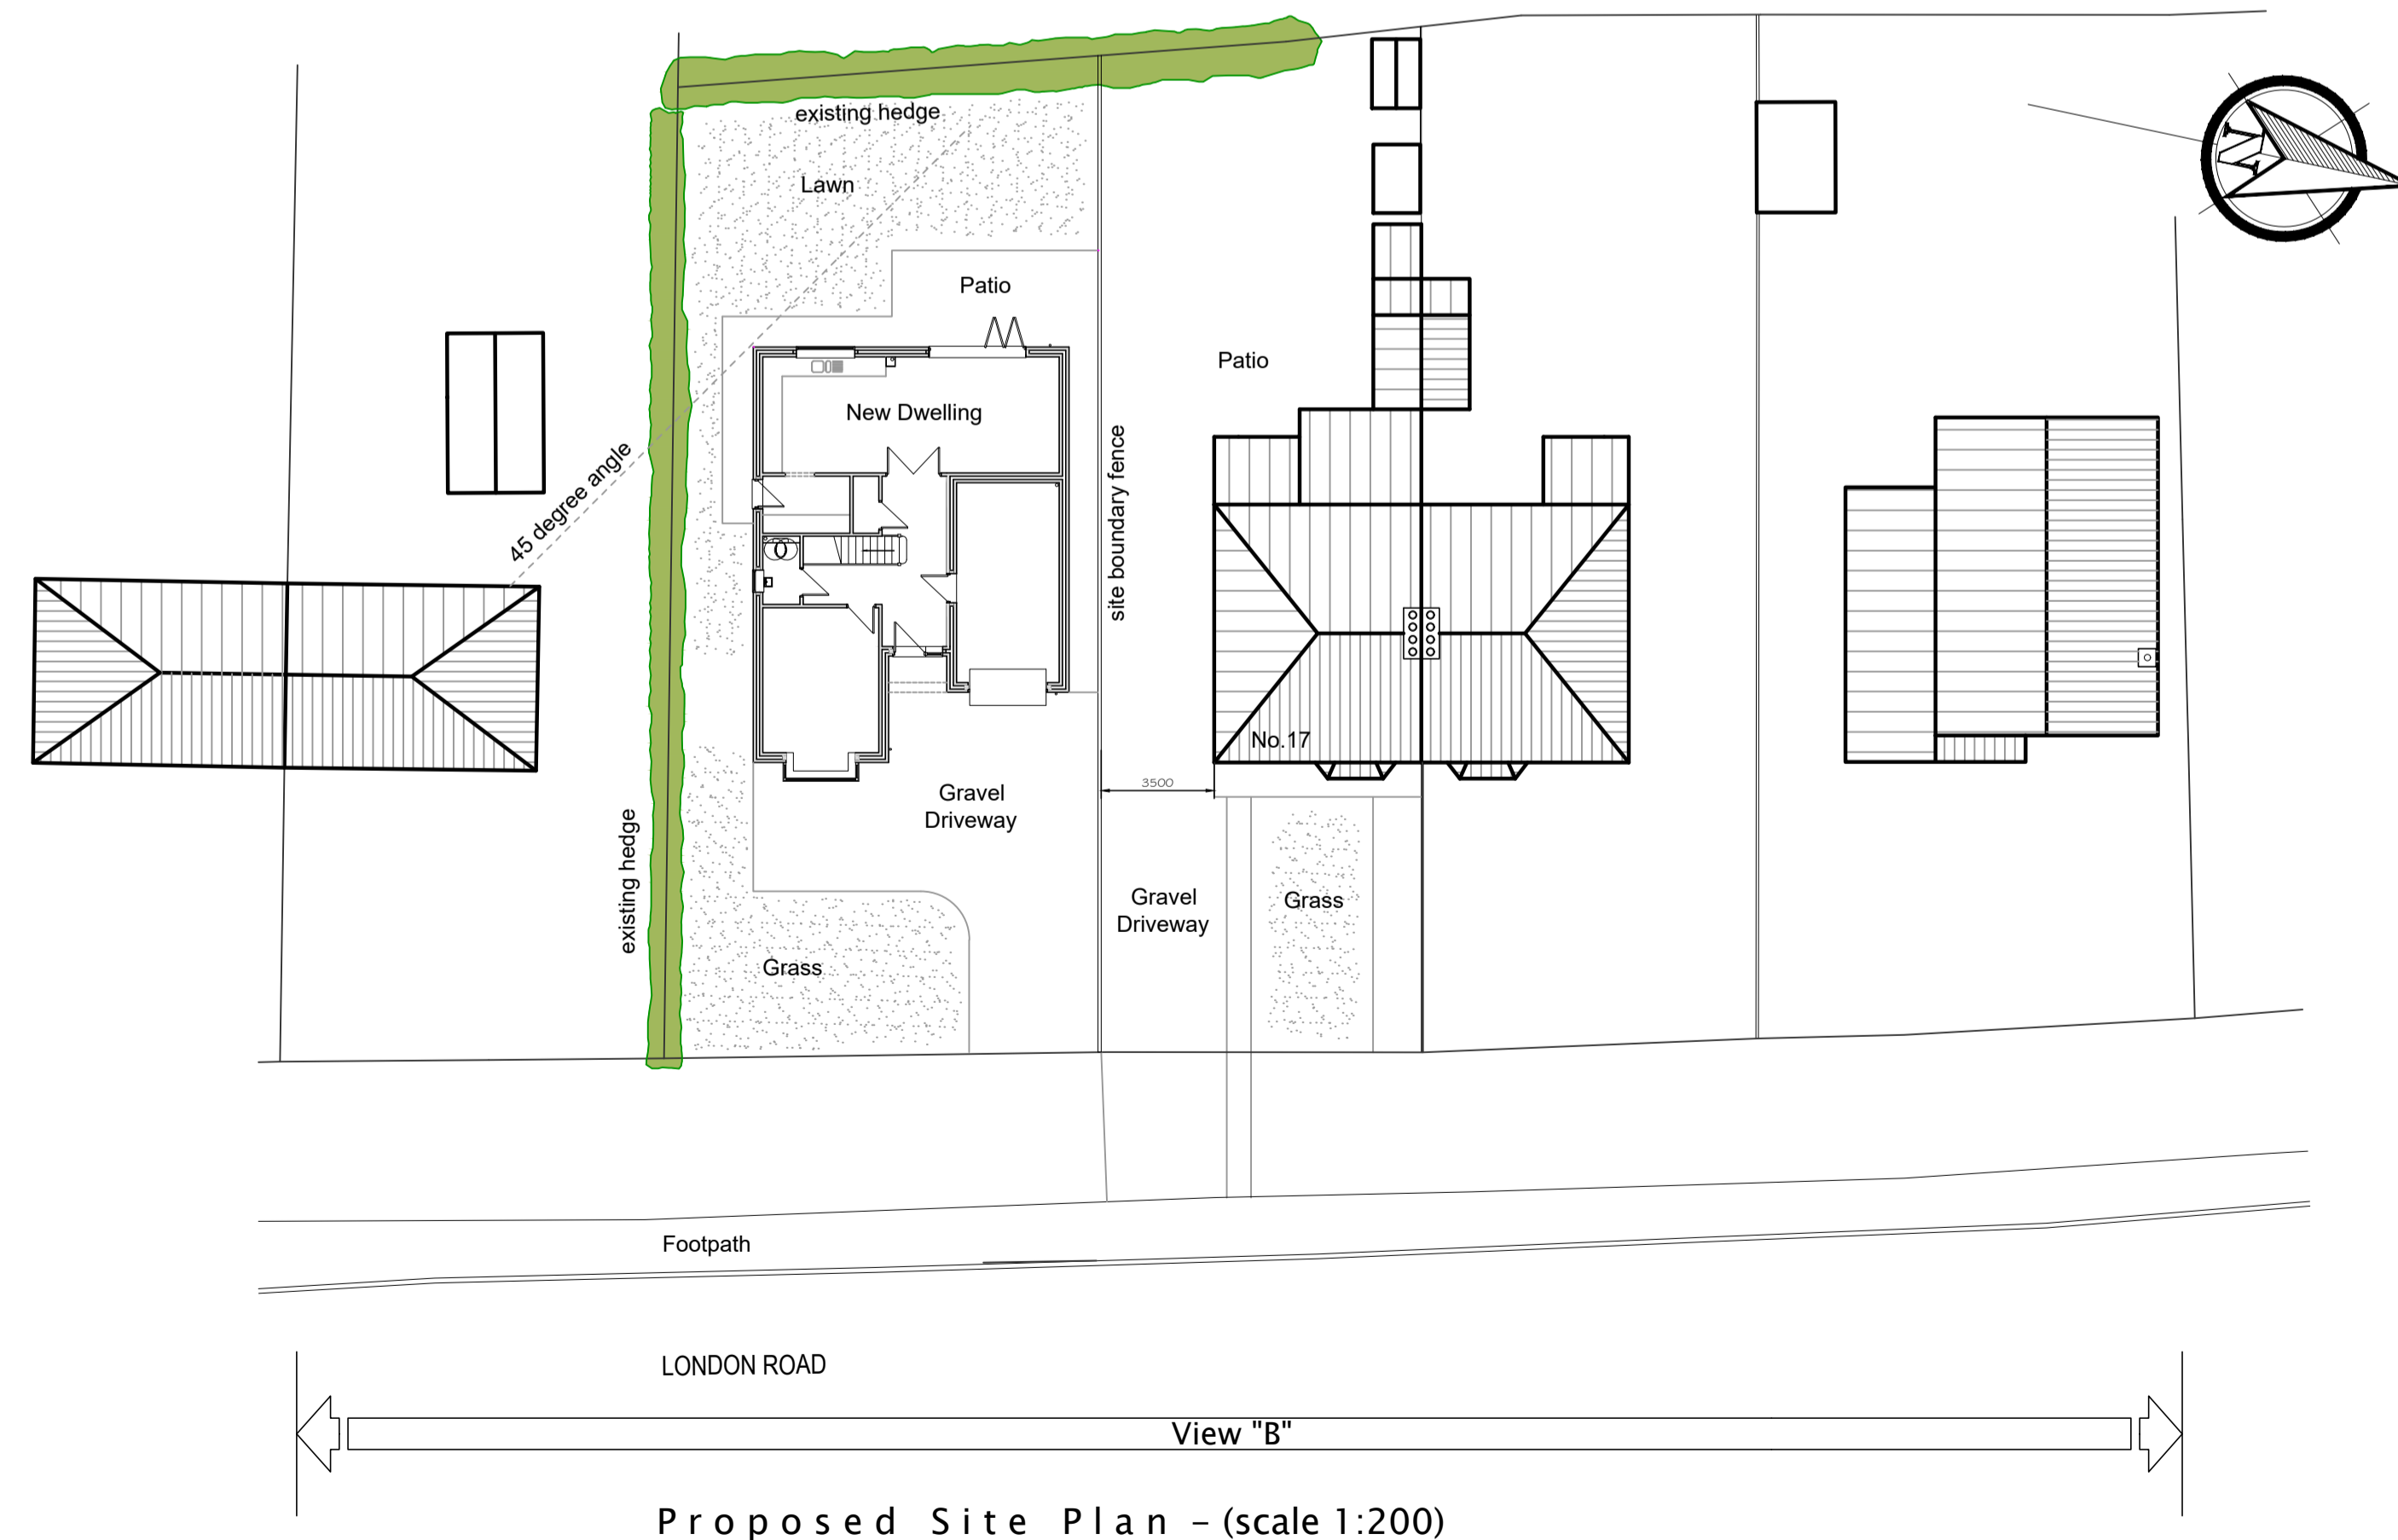 existing hedge
N
Lawn
Patio
Patio
New Dwelling
45 degree angle
site boundary fence
No.17
3500
Gravel
Driveway
existing hedge
Gravel
Driveway
Grass
Grass
Footpath
LONDON ROAD
View "B"
Proposed Site Plan – (scale 1:200)